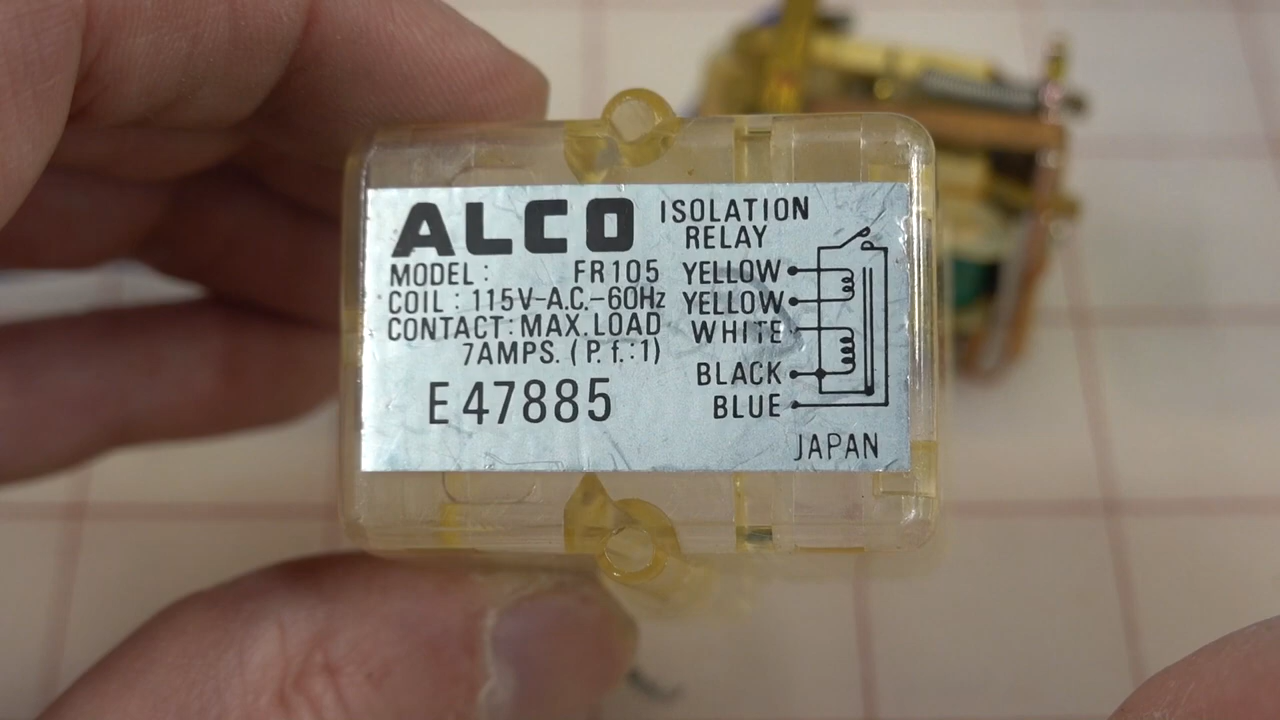 ALCO
ISOLATION
RELAY
MODEL : FR105
COIL : 115V-A.C.-60Hz
CONTACT: MAX. LOAD
7AMPS. (P.f.:1)
E47885
YELLOW
YELLOW
WHITE
BLACK
BLUE
JAPAN